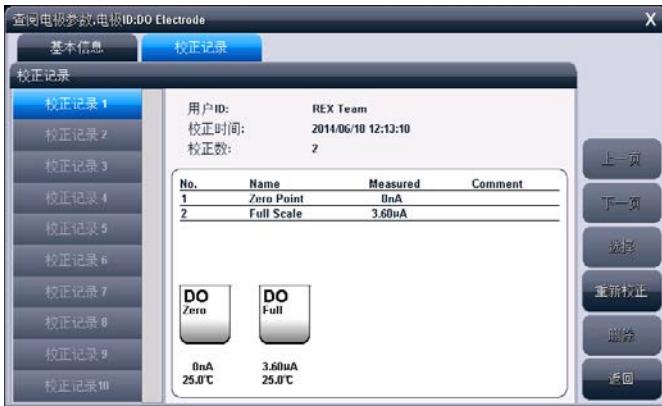 查阅电极参数.电极ID:DO Electrode X
基本信息 校正记录
校正记录
校正记录 1
校正记录 2
校正记录 3
校正记录 4
校正记录 5
校正记录 6
校正记录 7
校正记录 8
校正记录 9
校正记录10
用户ID: REX Team
校正时间: 2014/06/18 12:13:10
校正数: 2
No. Name Measured Comment
1 Zero Point 0nA
2 Full Scale 3.60uA
DO Zero
DO Full
0nA 3.60uA
25.0℃ 25.0℃
上一页
下一页
选择
重新校正
删除
返回